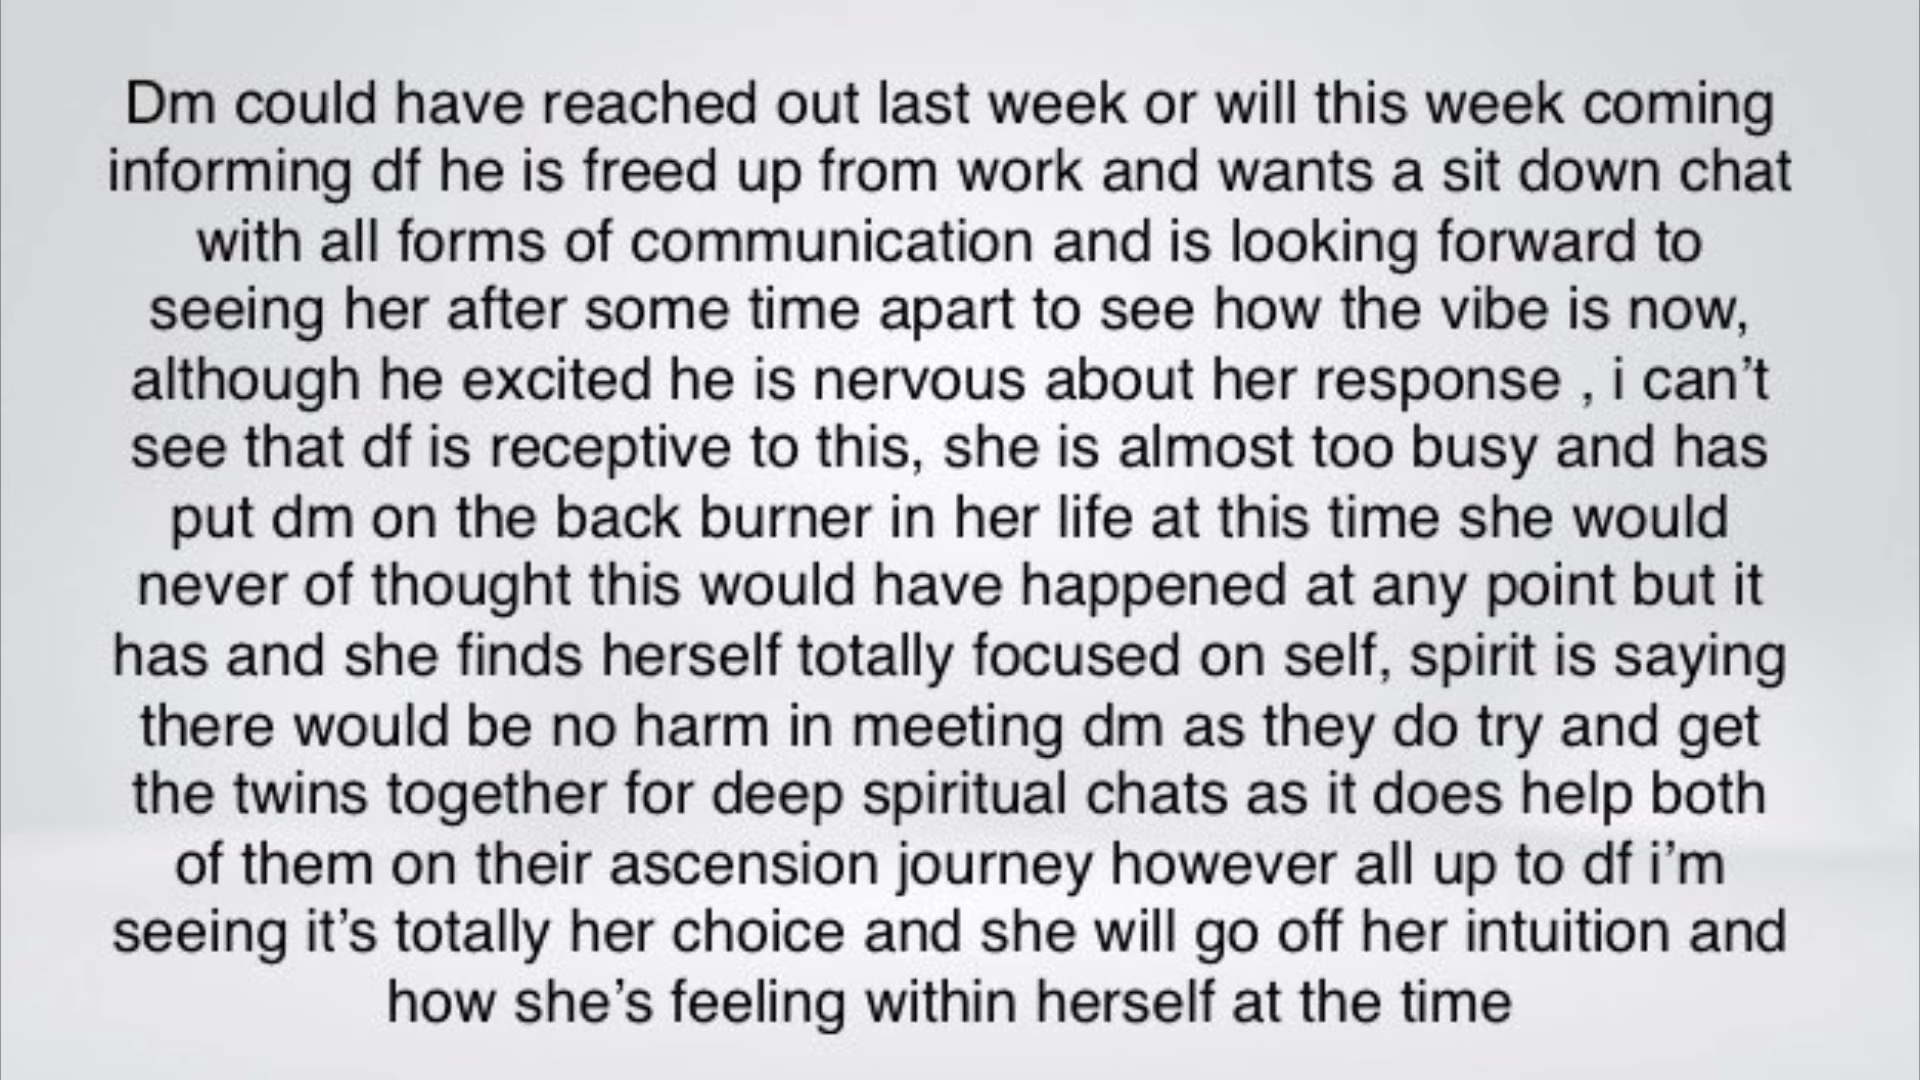 Dm could have reached out last week or will this week coming
informing df he is freed up from work and wants a sit down chat
with all forms of communication and is looking forward to
seeing her after some time apart to see how the vibe is now,
although he excited he is nervous about her response , i can’t
see that df is receptive to this, she is almost too busy and has
put dm on the back burner in her life at this time she would
never of thought this would have happened at any point but it
has and she finds herself totally focused on self, spirit is saying
there would be no harm in meeting dm as they do try and get
the twins together for deep spiritual chats as it does help both
of them on their ascension journey however all up to df i’m
seeing it’s totally her choice and she will go off her intuition and
how she’s feeling within herself at the time